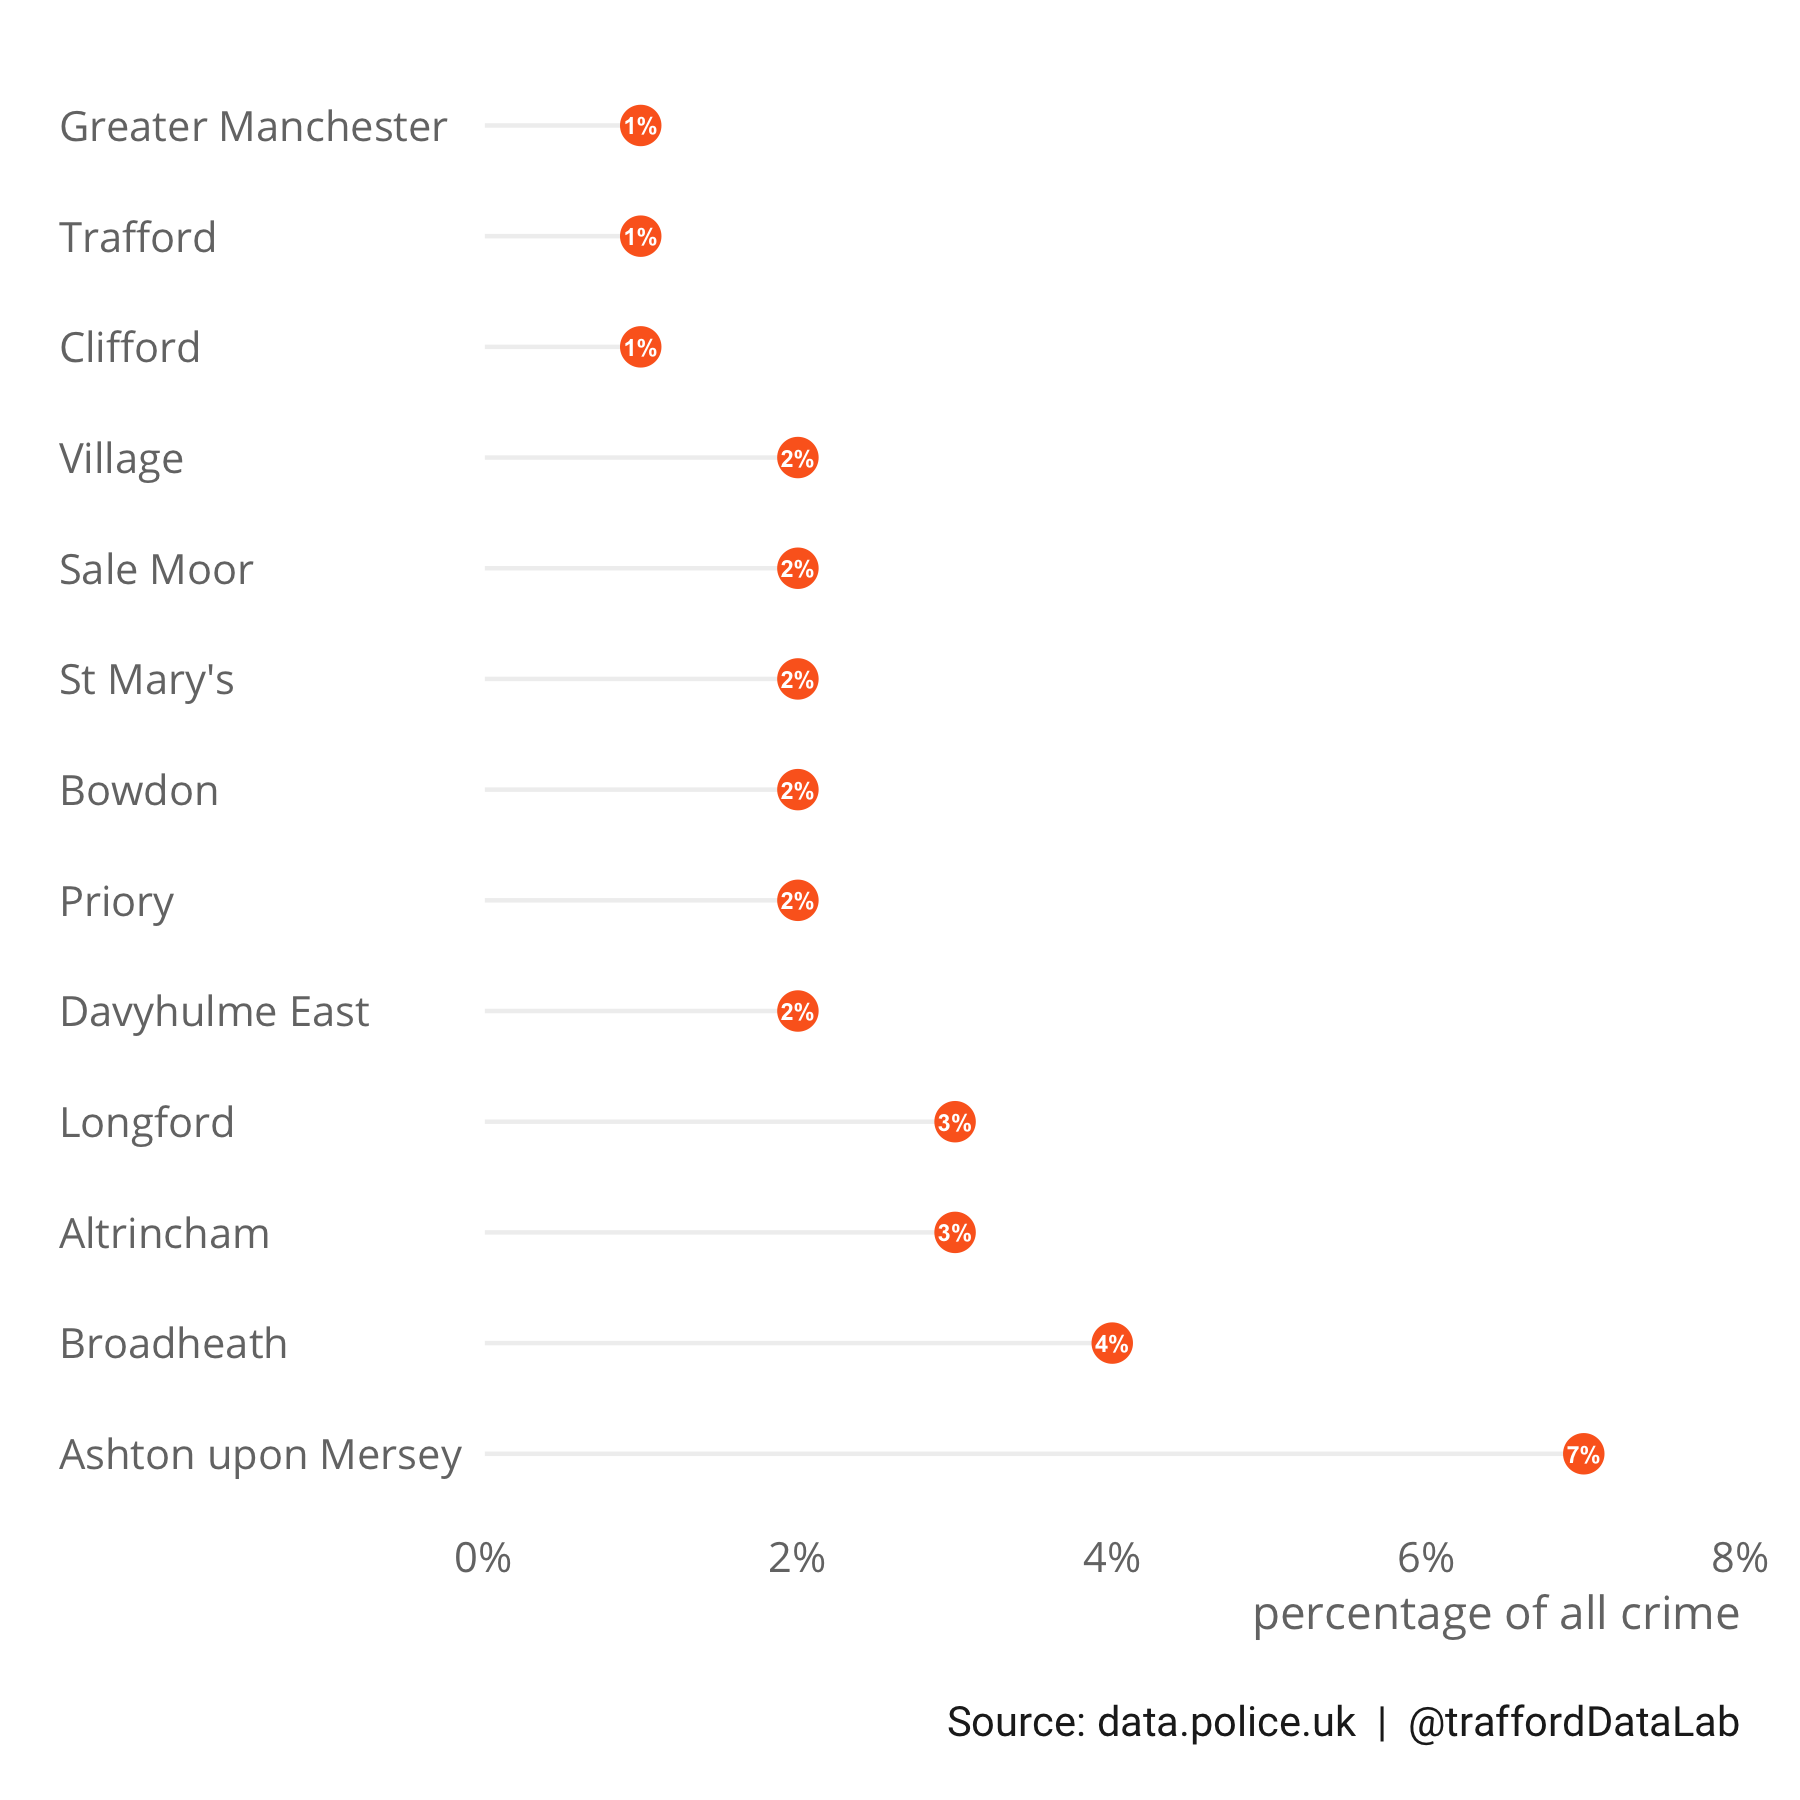 Greater Manchester 1%
Trafford 1%
Clifford 1%
Village 2%
Sale Moor 2%
St Mary's 2%
Bowdon 2%
Priory 2%
Davyhulme East 2%
Longford 3%
Altrincham 3%
Broadheath 4%
Ashton upon Mersey 7%
0% 2% 4% 6% 8%
percentage of all crime
Source: data.police.uk | @traffordDataLab